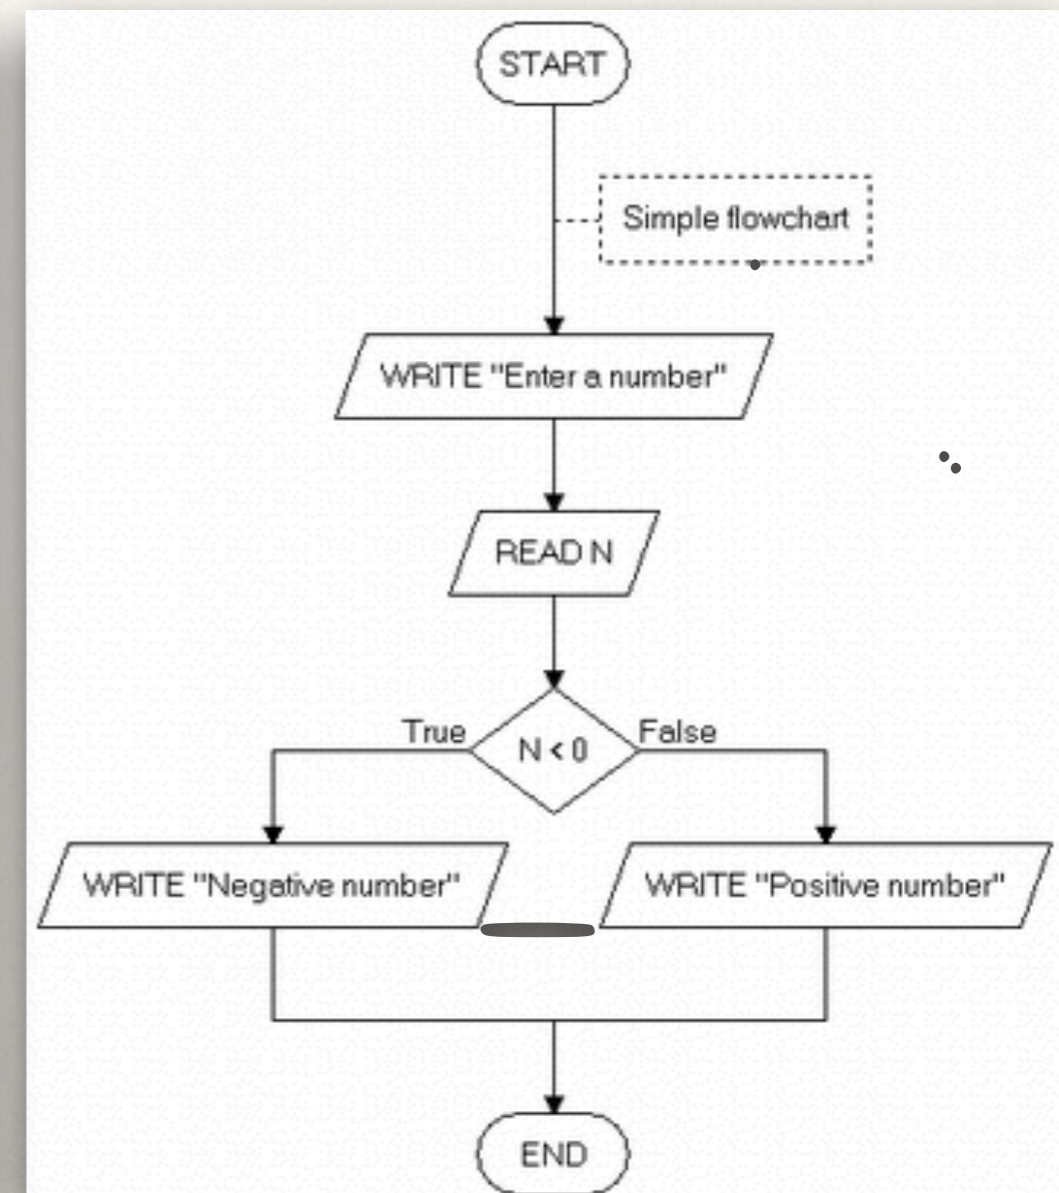 START
Simple flowchart
WRITE "Enter a number"
READ N
True
N < 0
False
WRITE "Negative number"
WRITE "Positive number"
END